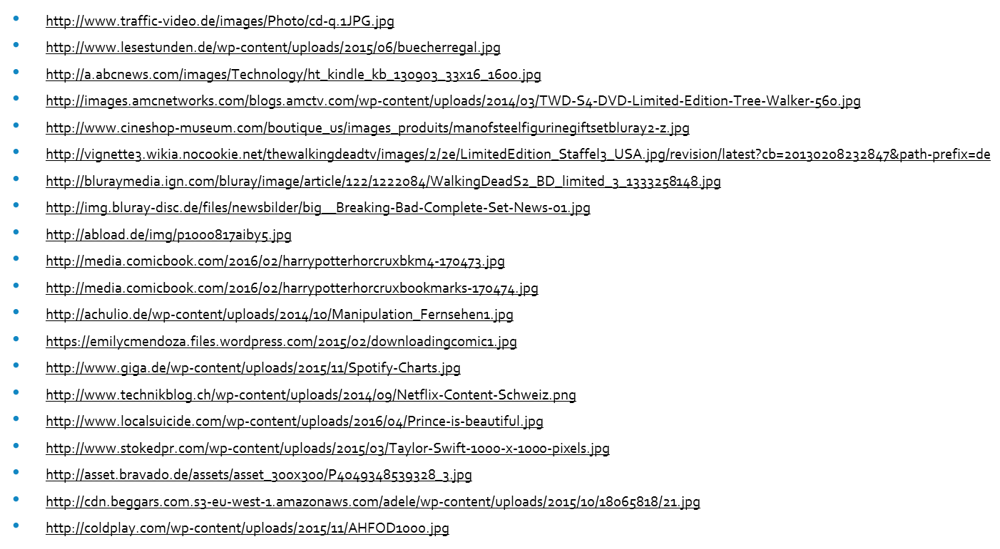 • http://www.traffic-video.de/images/Photo/cd-q.1JPG.jpg
• http://www.lesestunden.de/wp-content/uploads/2015/06/buecherregal.jpg
• http://a.abcnews.com/images/Technology/ht_kindle_kb_130903_33x16_1600.jpg
• http://images.amcnetworks.com/blogs.amctv.com/wp-content/uploads/2014/03/TWD-S4-DVD-Limited-Edition-Tree-Walker-560.jpg
• http://www.cineshop-museum.com/boutique_us/images_produits/manofsteelfigurinegiftsetbluray2-z.jpg
• http://vignette3.wikia.nocookie.net/thewalkingdeadtv/images/2/2e/LimitedEdition_Staffel3_USA.jpg/revision/latest?cb=20130208232847&path-prefix=de
• http://bluraymedia.ign.com/bluray/image/article/122/1222084/WalkingDeadS2_BD_limited_3_1333258148.jpg
• http://img.bluray-disc.de/files/newsbilder/big__Breaking-Bad-Complete-Set-News-01.jpg
• http://abload.de/img/p1000817aiby5.jpg
• http://media.comicbook.com/2016/02/harrypotterhorcruxbkm4-170473.jpg
• http://media.comicbook.com/2016/02/harrypotterhorcruxbookmarks-170474.jpg
• http://achulio.de/wp-content/uploads/2014/10/Manipulation_Fernsehen1.jpg
• https://emilycmendoza.files.wordpress.com/2015/02/downloadingcomic1.jpg
• http://www.giga.de/wp-content/uploads/2015/11/Spotify-Charts.jpg
• http://www.technikblog.ch/wp-content/uploads/2014/09/Netflix-Content-Schweiz.png
• http://www.localsuicide.com/wp-content/uploads/2016/04/Prince-is-beautiful.jpg
• http://www.stokedpr.com/wp-content/uploads/2015/03/Taylor-Swift-1000-x-1000-pixels.jpg
• http://asset.bravado.de/assets/asset_300x300/P4049348539328_3.jpg
• http://cdn.beggars.com.s3-eu-west-1.amazonaws.com/adele/wp-content/uploads/2015/10/18065818/21.jpg
• http://coldplay.com/wp-content/uploads/2015/11/AHFOD1000.jpg